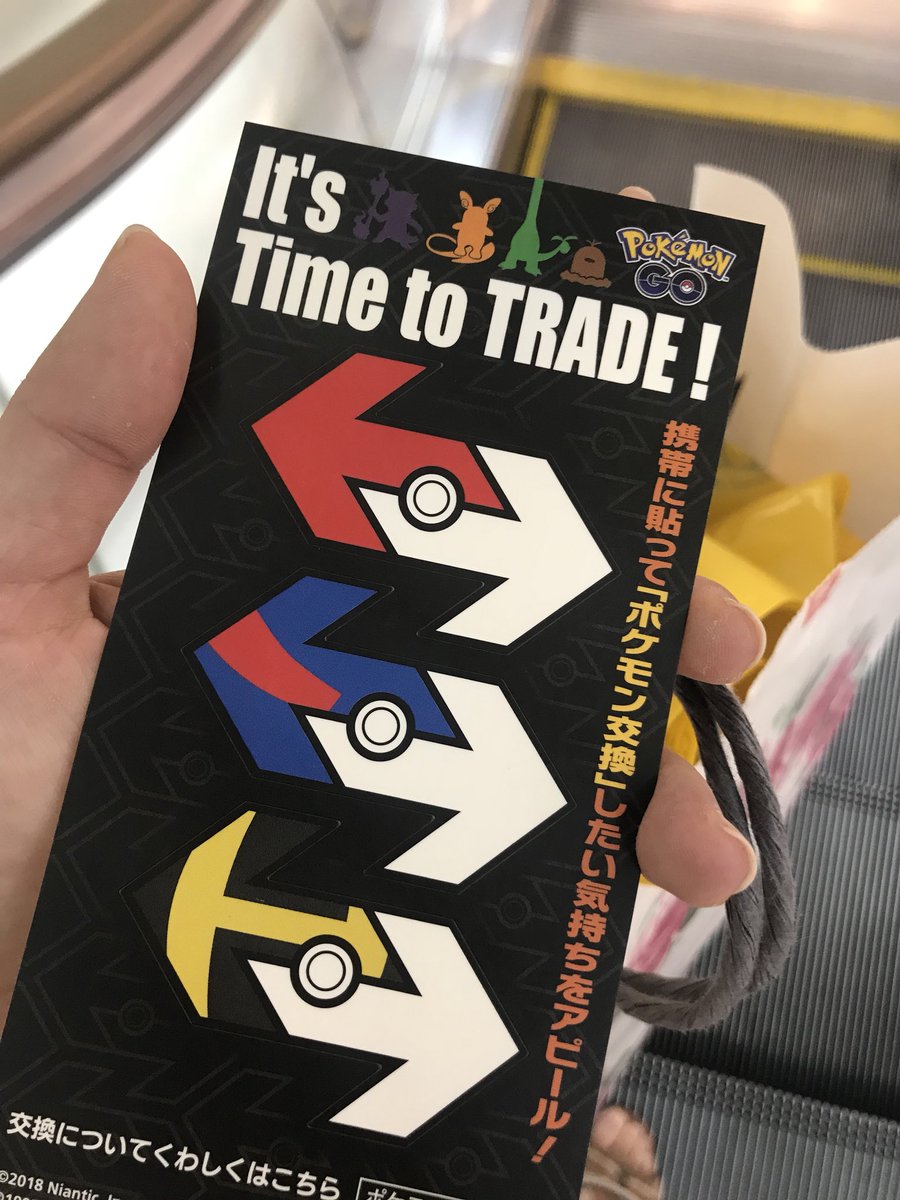 It's
Time to TRADE !
POKéMON
GO
携帯に貼って「ポケモン交換」したい気持ちをアピール!
交換についてくわしくはこちら
©2018 Niantic,